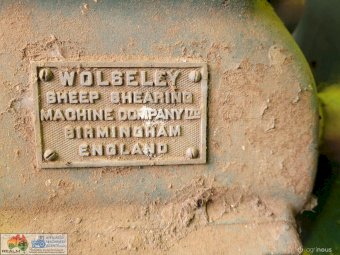 WOLSELEY
SHEEP SHEARING
MACHINE COMPANY LTD
BIRMINGHAM
ENGLAND